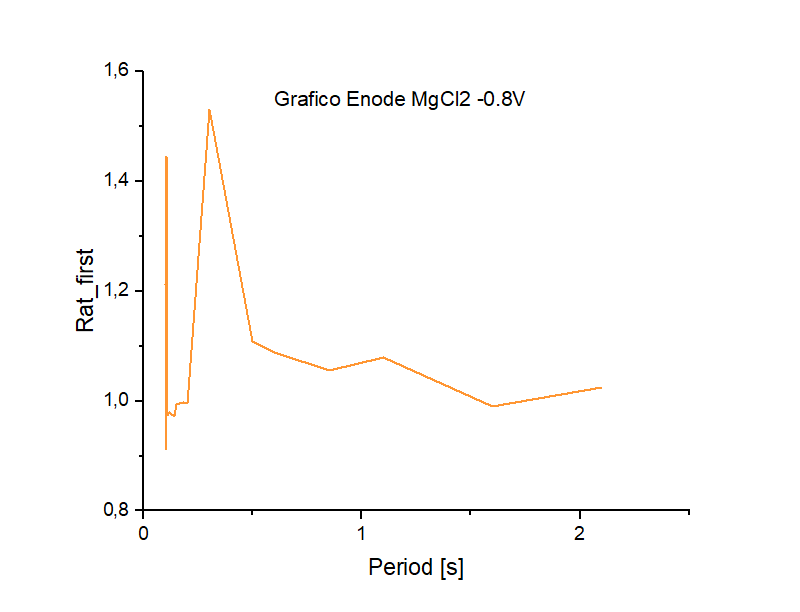 1,6
Grafico Enode MgCl2 -0.8V
1,4
1,2
1,0
0,8
Rat_first
0
1
2
Period [s]